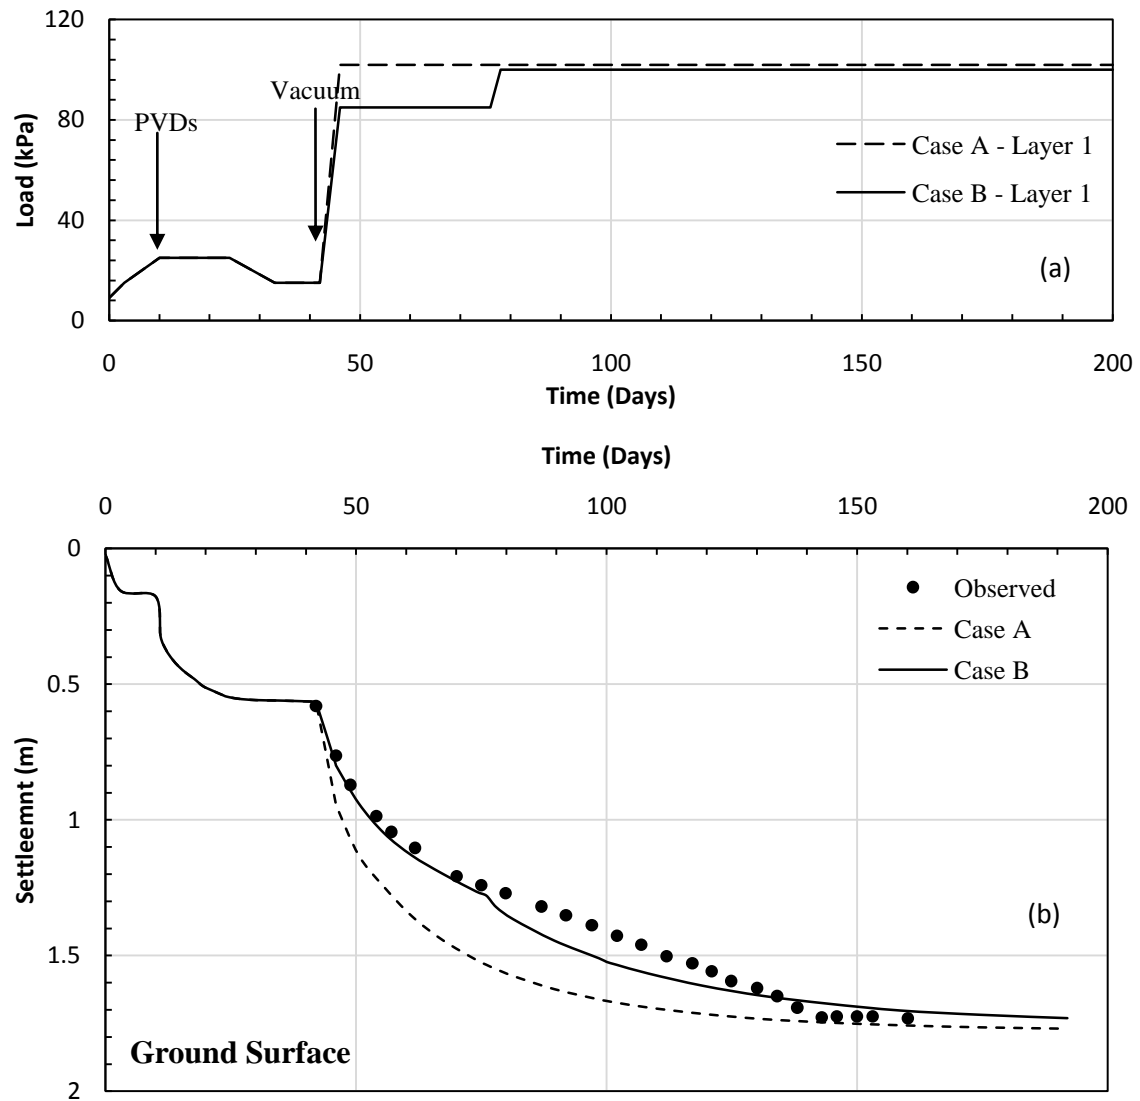 120
80
40
0
Load (kPa)
PVDs
Vacuum
Case A - Layer 1
Case B - Layer 1
(a)
0 50 100 150 200
Time (Days)
Time (Days)
0 50 100 150 200
0
0.5
1
1.5
2
Settleemnt (m)
Observed
Case A
Case B
(b)
Ground Surface